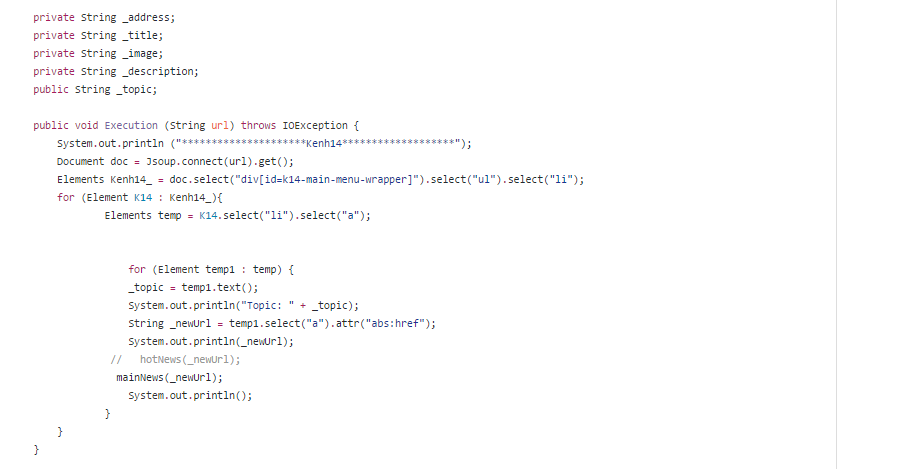 private String _address;
private String _title;
private String _image;
private String _description;
public String _topic;
public void Execution (String url) throws IOException {
System.out.println ("*********************Kenh14*******************");
Document doc = Jsoup.connect(url).get();
Elements Kenh14_ = doc.select("div[id=k14-main-menu-wrapper]").select("ul").select("li");
for (Element K14 : Kenh14_){
Elements temp = K14.select("li").select("a");
for (Element temp1 : temp) {
_topic = temp1.text();
System.out.println("Topic: " + _topic);
String _newUrl = temp1.select("a").attr("abs:href");
System.out.println(_newUrl);
// hotNews(_newUrl);
mainNews(_newUrl);
System.out.println();
}
}
}